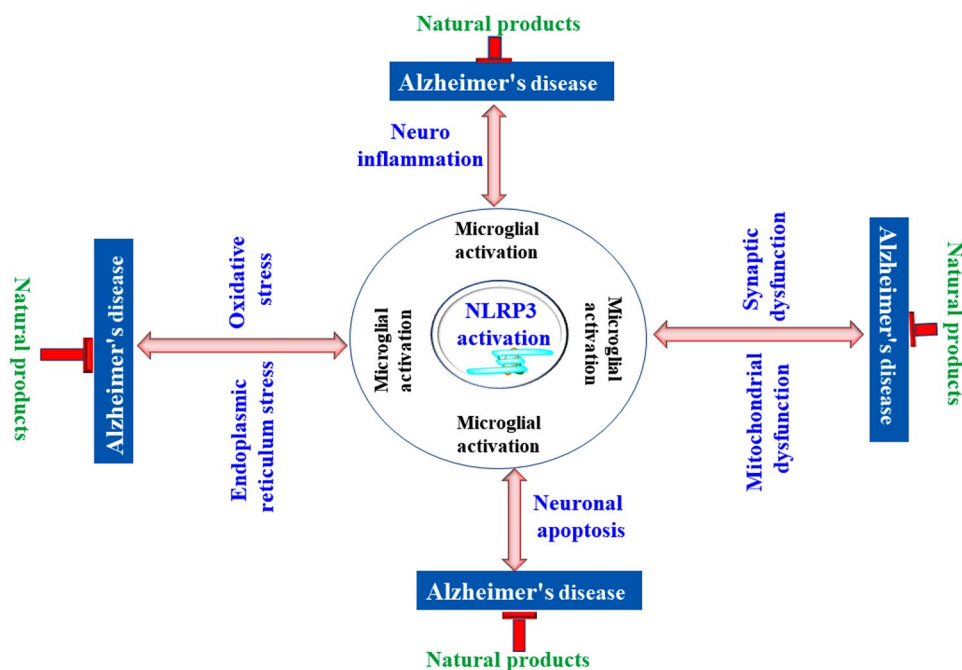 Natural products
Alzheimer's disease
Neuro
inflammation
Microglial
activation
Natural products
Alzheimer's disease
Oxidative
stress
Endoplasmic
reticulum stress
Microglial
activation
NLRP3
activation
Microglial
activation
Synaptic
dysfunction
Mitochondrial
dysfunction
Alzheimer's disease
Natural products
Microglial
activation
Neuronal
apoptosis
Alzheimer's disease
Natural products